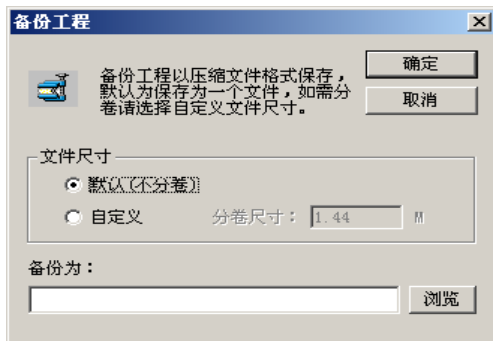 备份工程
备份工程以压缩文件格式保存，
默认为保存为一个文件，如需分
卷请选择自定义文件尺寸。
确定
取消
文件尺寸
默认(不分卷)
自定义 分卷尺寸： 1.44 M
备份为：
浏览